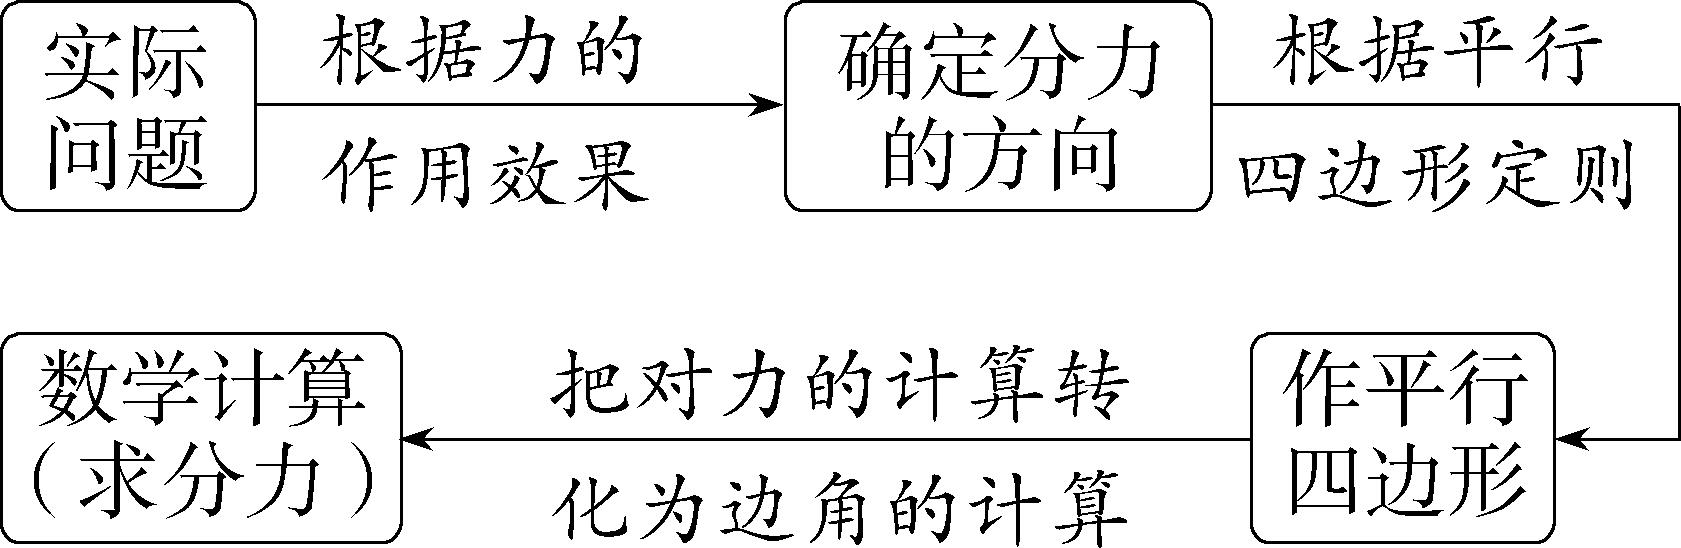 实际
问题
根据力的
作用效果
确定分力
的方向
根据平行
四边形定则
作平行
四边形
把对力的计算转
化为边角的计算
数学计算
(求分力)